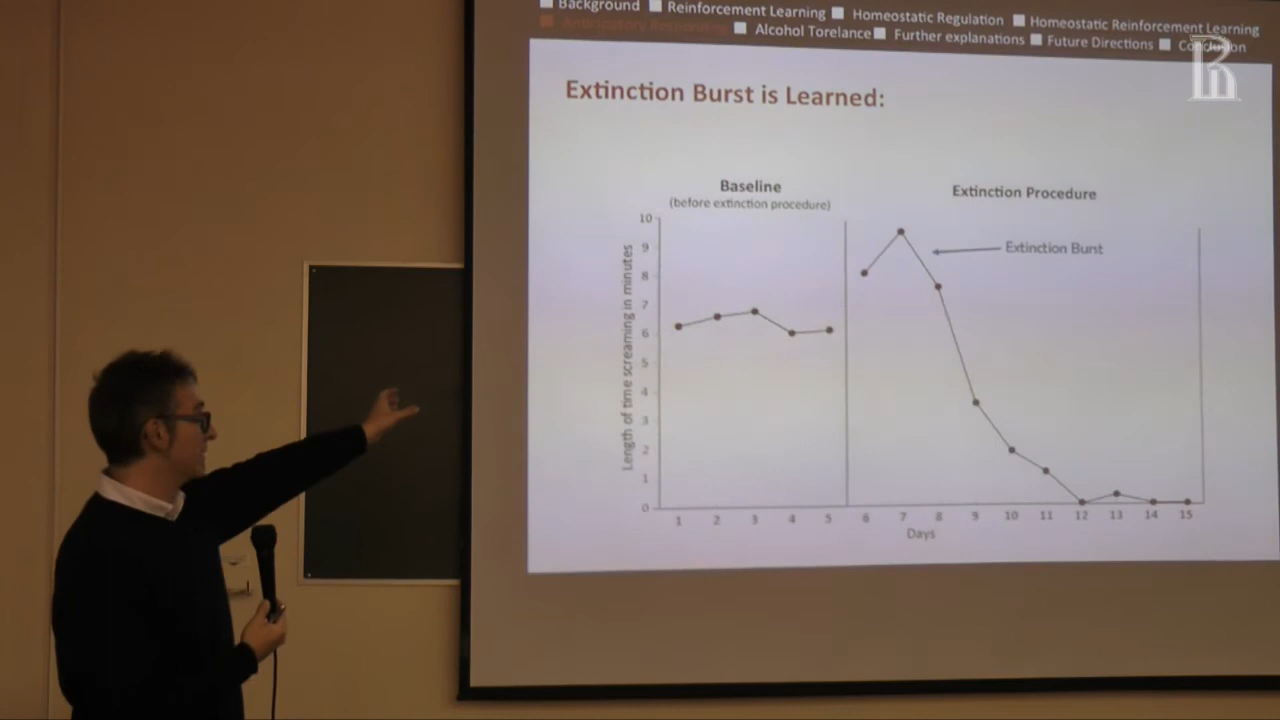 Background Reinforcement Learning Homeostatic Regulation Homeostatic Reinforcement Learning
Anticipatory Responding Alcohol Torelance Further explanations Future Directions Conclusion
Extinction Burst is Learned:
Baseline
(before extinction procedure)
Extinction Procedure
Extinction Burst
Length of time screaming in minutes
10
9
8
7
6
5
4
3
2
1
0
1 2 3 4 5 6 7 8 9 10 11 12 13 14 15
Days